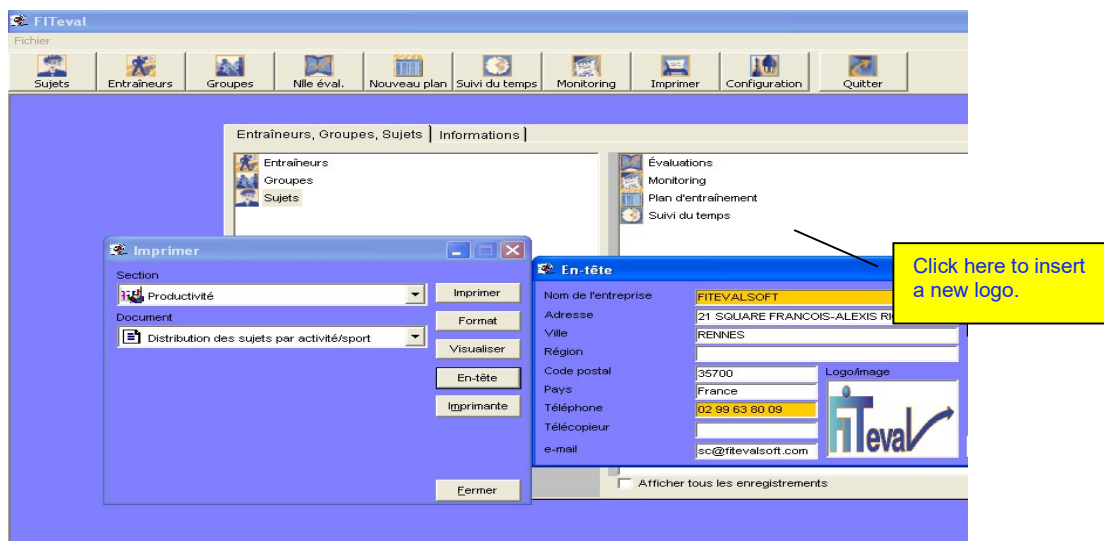 FITeval
Fichier
Sujets Entraîneurs Groupes Nlle éval. Nouveau plan Suivi du temps Monitoring Imprimer Configuration Quitter
Entraîneurs, Groupes, Sujets Informations
Entraîneurs
Groupes
Sujets
Évaluations
Monitoring
Plan d'entraînement
Suivi du temps
Click here to insert
a new logo.
Imprimer
Section
Productivité
Document
Distribution des sujets par activité/sport
Imprimer
Format
Visualiser
En-tête
Imprimante
Fermer
En-tête
Nom de l'entreprise FITEVALSOFT
Adresse 21 SQUARE FRANCOIS-ALEXIS
Ville RENNES
Région
Code postal 35700
Pays France
Téléphone 02 99 63 80 09
Télécopieur
e-mail sc@fitevalsoft.com
Logo/image
FITeval
Afficher tous les enregistrements